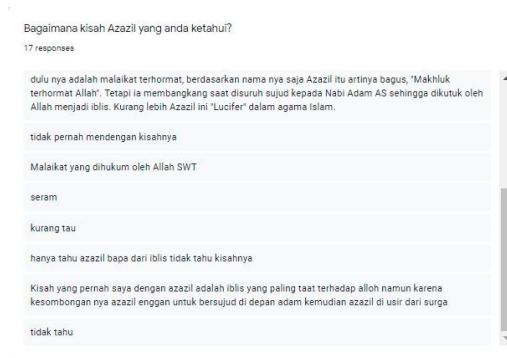 Bagaimana kisah Azazil yang anda ketahui?
17 responses
dulu nya adalah malaikat terhormat, berdasarkan nama nya saja Azazil itu artinya bagus, "Makhluk
terhormat Allah". Tetapi ia membangkang saat disuruh sujud kepada Nabi Adam AS sehingga dikutuk oleh
Allah menjadi iblis. Kurang lebih Azazil ini "Lucifer" dalam agama Islam.
tidak pernah mendengan kisahnya
Malaikat yang dihukum oleh Allah SWT
seram
kurang tau
hanya tahu azazil bapa dari iblis tidak tahu kisahnya
Kisah yang pernah saya dengan azazil adalah iblis yang paling taat terhadap alloh namun karena
kesombongan nya azazil enggan untuk bersujud di depan adam kemudian azazil di usir dari surga
tidak tahu